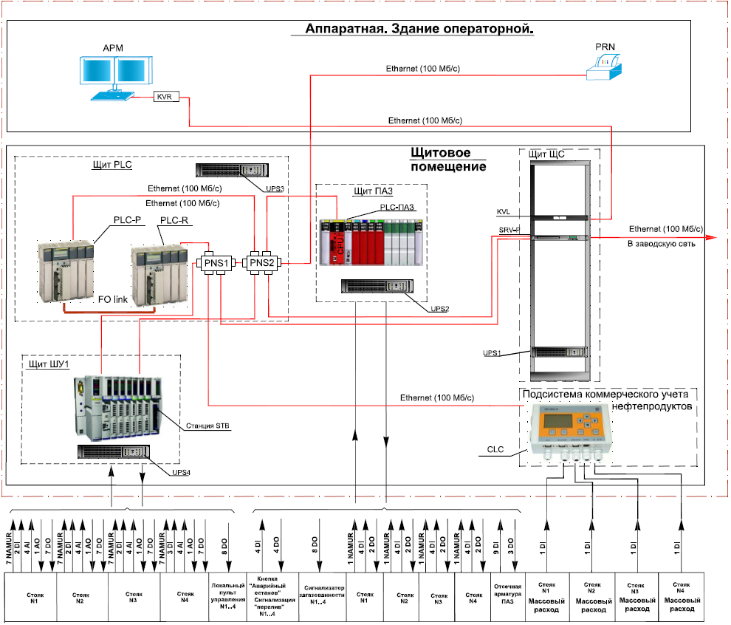 Аппаратная. Здание операторной.
АРМ
PRN
Ethernet (100 Мб/с)
KVR
Ethernet (100 Мб/с)
Щитовое
помещение
Щит ЩС
Щит PLC
UPS3
Щит ПАЗ
Ethernet (100 Мб/с)
Ethernet (100 Мб/с)
PLC-ПАЗ
PLC-P
PLC-R
KVL
SRV-P
Ethernet (100 Мб/с)
В заводскую сеть
PNS1
PNS2
FO link
UPS2
UPS1
Щит ШУ1
Станция STB
UPS4
Ethernet (100 Мб/с)
Подсистема коммерческого учета
нефтепродуктов
CLC
7 NAMUR
2 DI
4 AI
1 AO
7 DO
7 NAMUR
2 DI
4 AI
1 AO
7 DO
7 NAMUR
2 DI
4 AI
1 AO
7 DO
7 NAMUR
3 DI
4 AI
1 AO
7 DO
8 DO
4 DI
4 DO
8 DO
1 NAMUR
4 DI
2 DO
1 NAMUR
4 DI
2 DO
1 NAMUR
4 DI
2 DO
1 NAMUR
4 DI
2 DO
9 DI
3 DO
1 DI
1 DI
1 DI
1 DI
Стояк
N1
Стояк
N2
Стояк
N3
Стояк
N4
Локальный
пульт
управления
N1..4
Кнопка
"Аварийный
останов"
Сигнализация
"перелив"
N1...4
Сигнализатор
загазованности
N1...4
Стояк
N1
Стояк
N2
Стояк
N3
Стояк
N4
Отсечная
арматура
ПАЗ
Стояк
N1
Массовый
расход
Стояк
N2
Массовый
расход
Стояк
N3
Массовый
расход
Стояк
N4
Массовый
расход